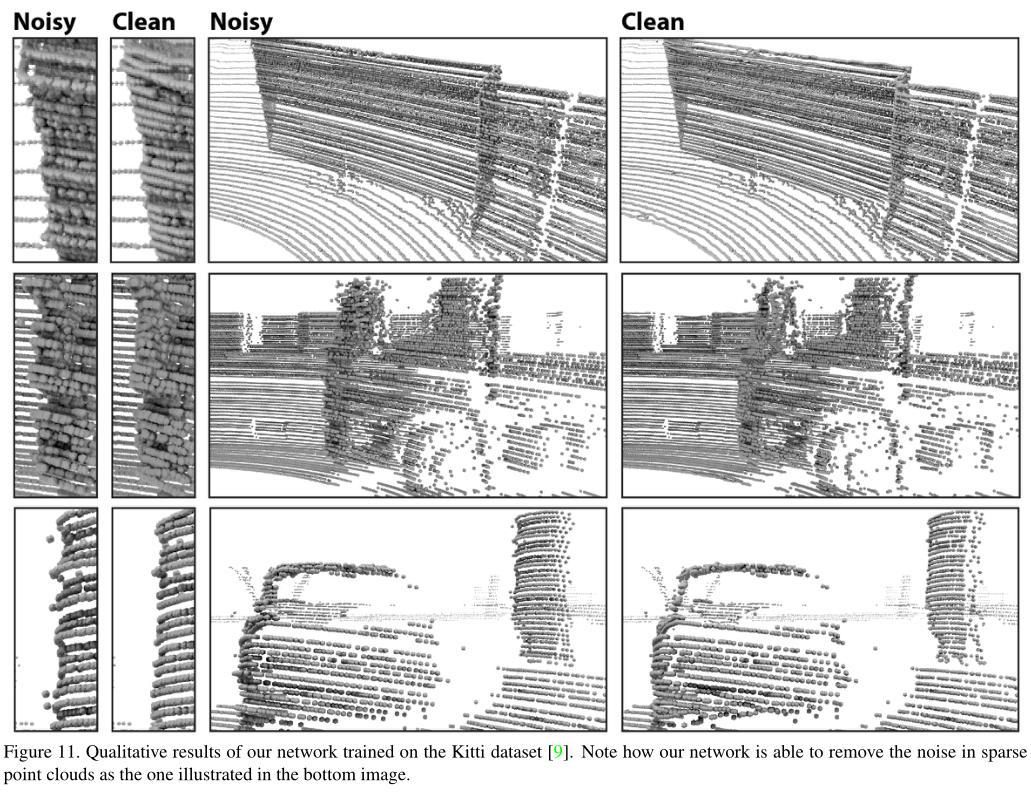 Noisy Clean Noisy Clean
Figure 11. Qualitative results of our network trained on the Kitti dataset [9]. Note how our network is able to remove the noise in sparse
point clouds as the one illustrated in the bottom image.